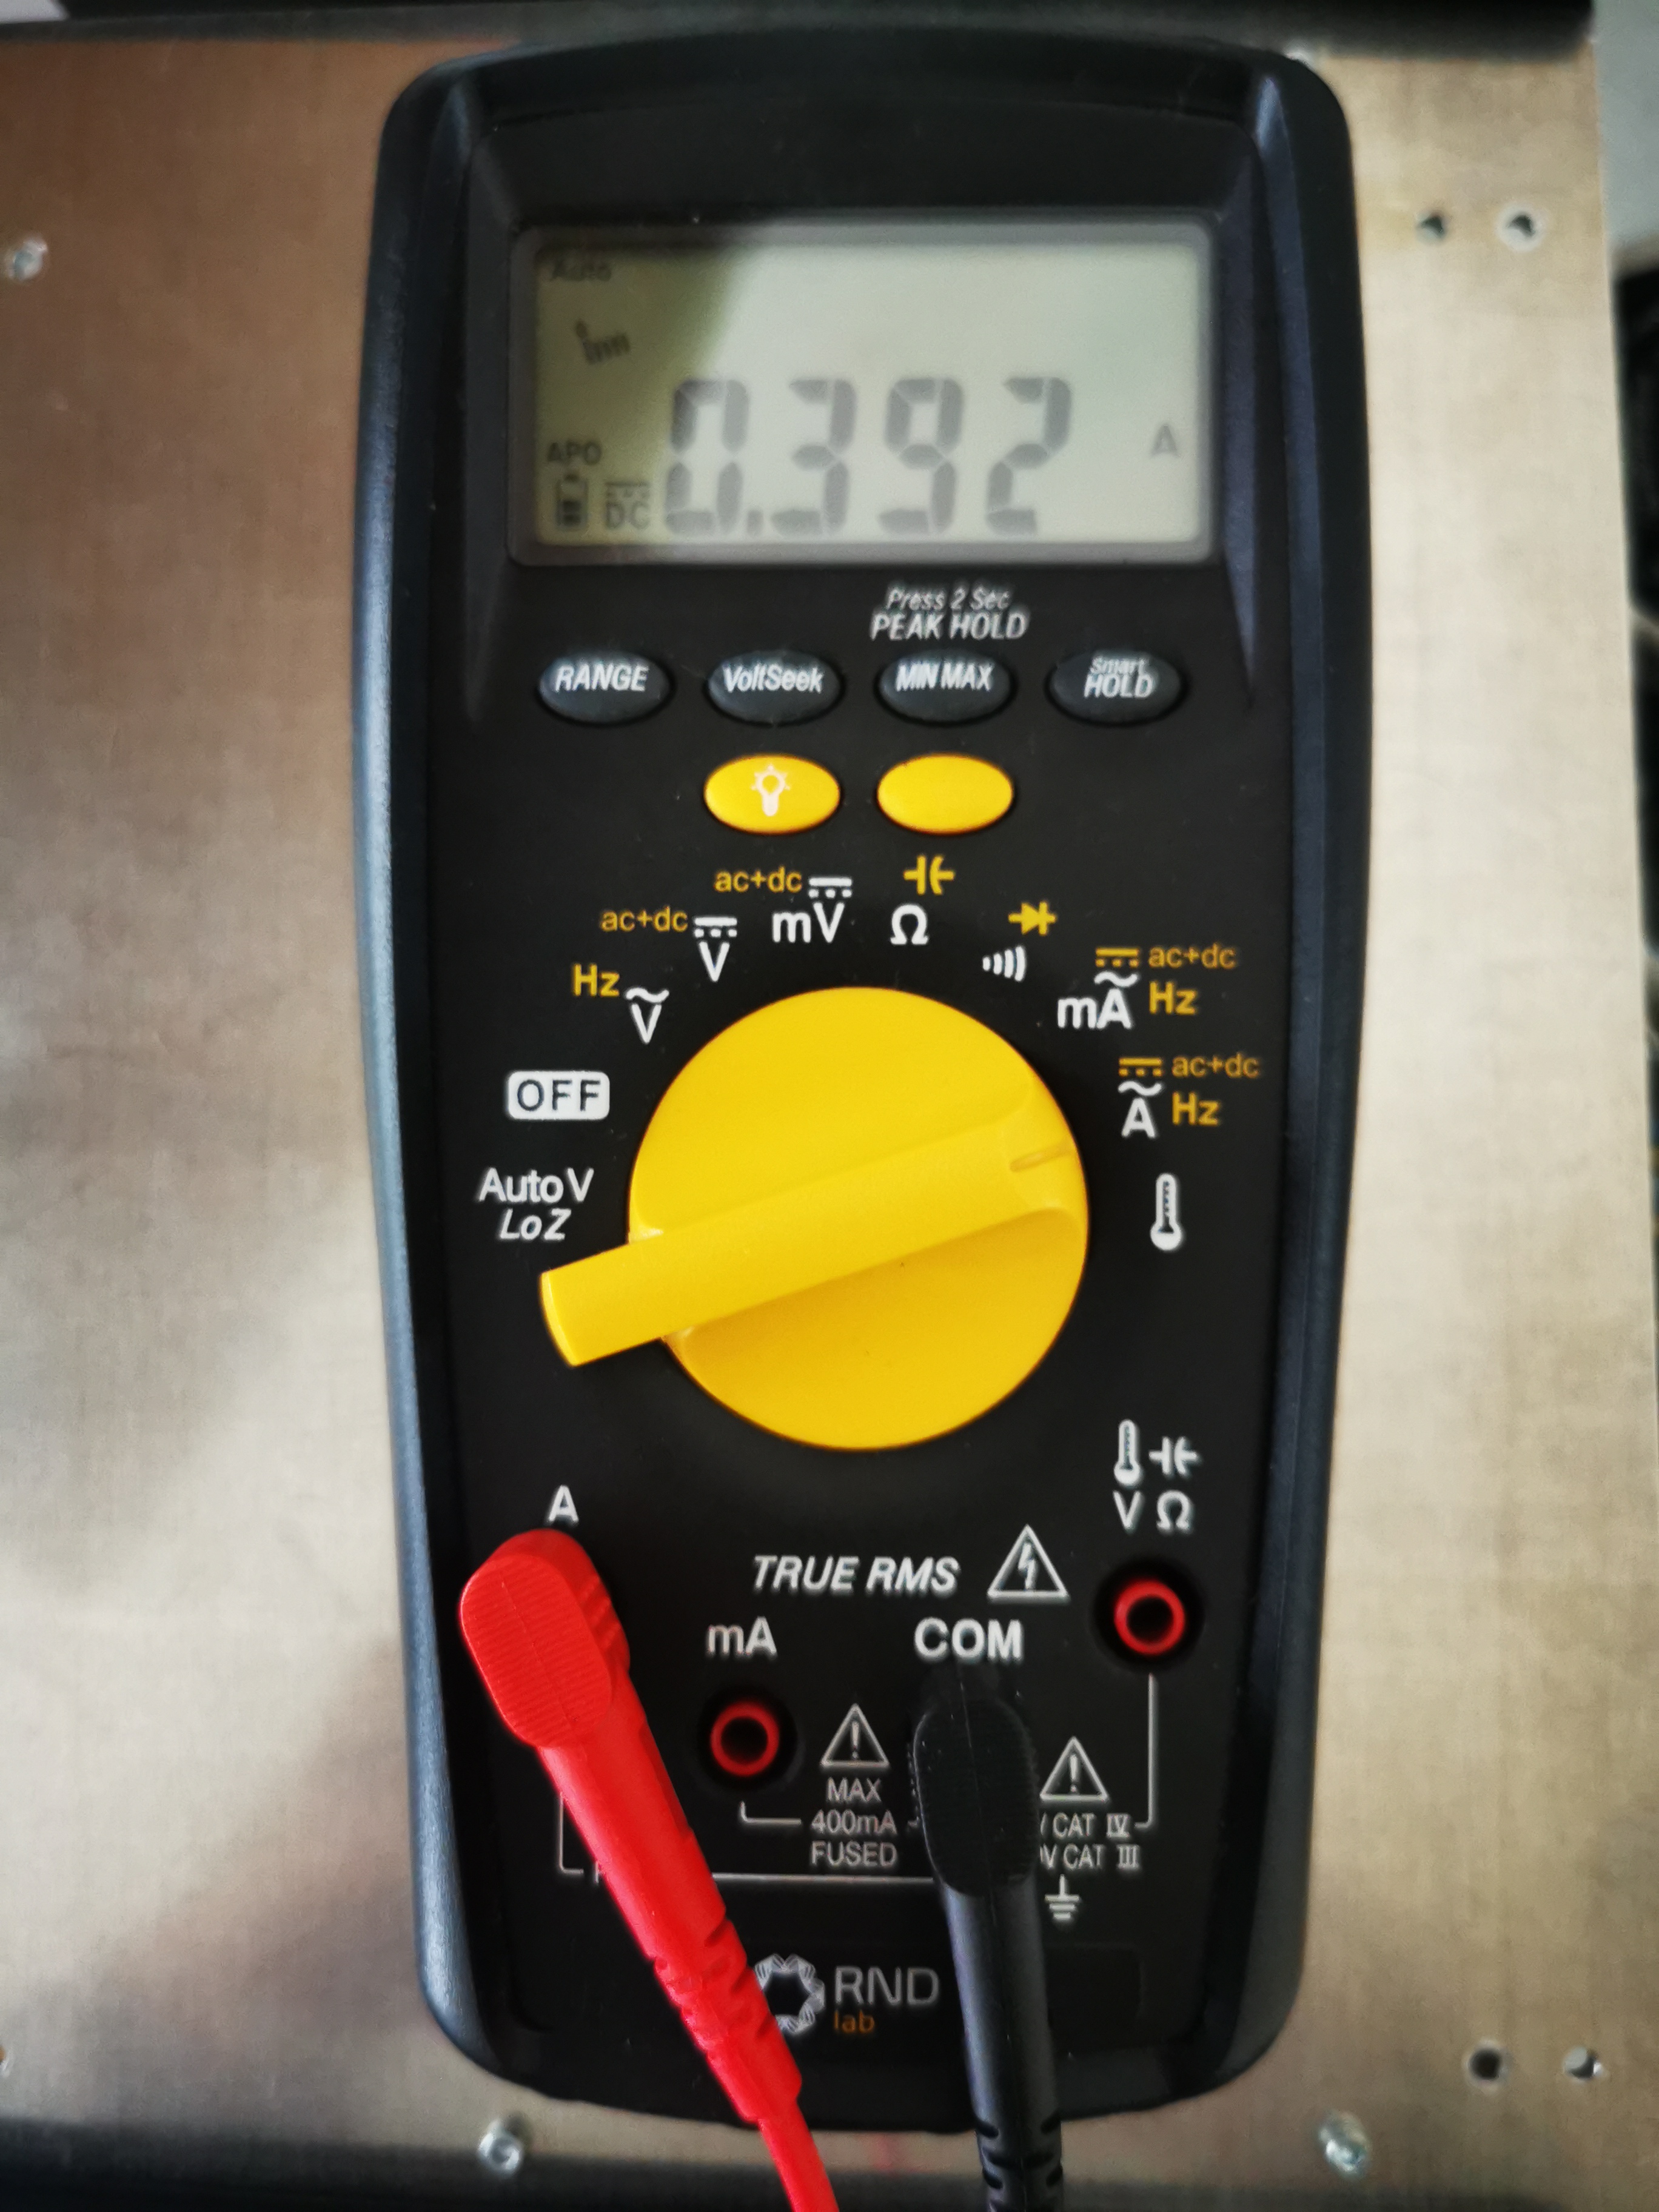 Auto
APO
DC 0.392 A
Press 2 Sec
PEAK HOLD
RANGE VoltSeek MIN MAX Smart HOLD
ac+dc mV
ac+dc V
Ω
Hz V
mA ac+dc Hz
OFF
A ac+dc Hz
Auto V
LoZ
A
V Ω
TRUE RMS
mA COM
MAX
400mA
FUSED
CAT IV
V CAT III
RND
lab